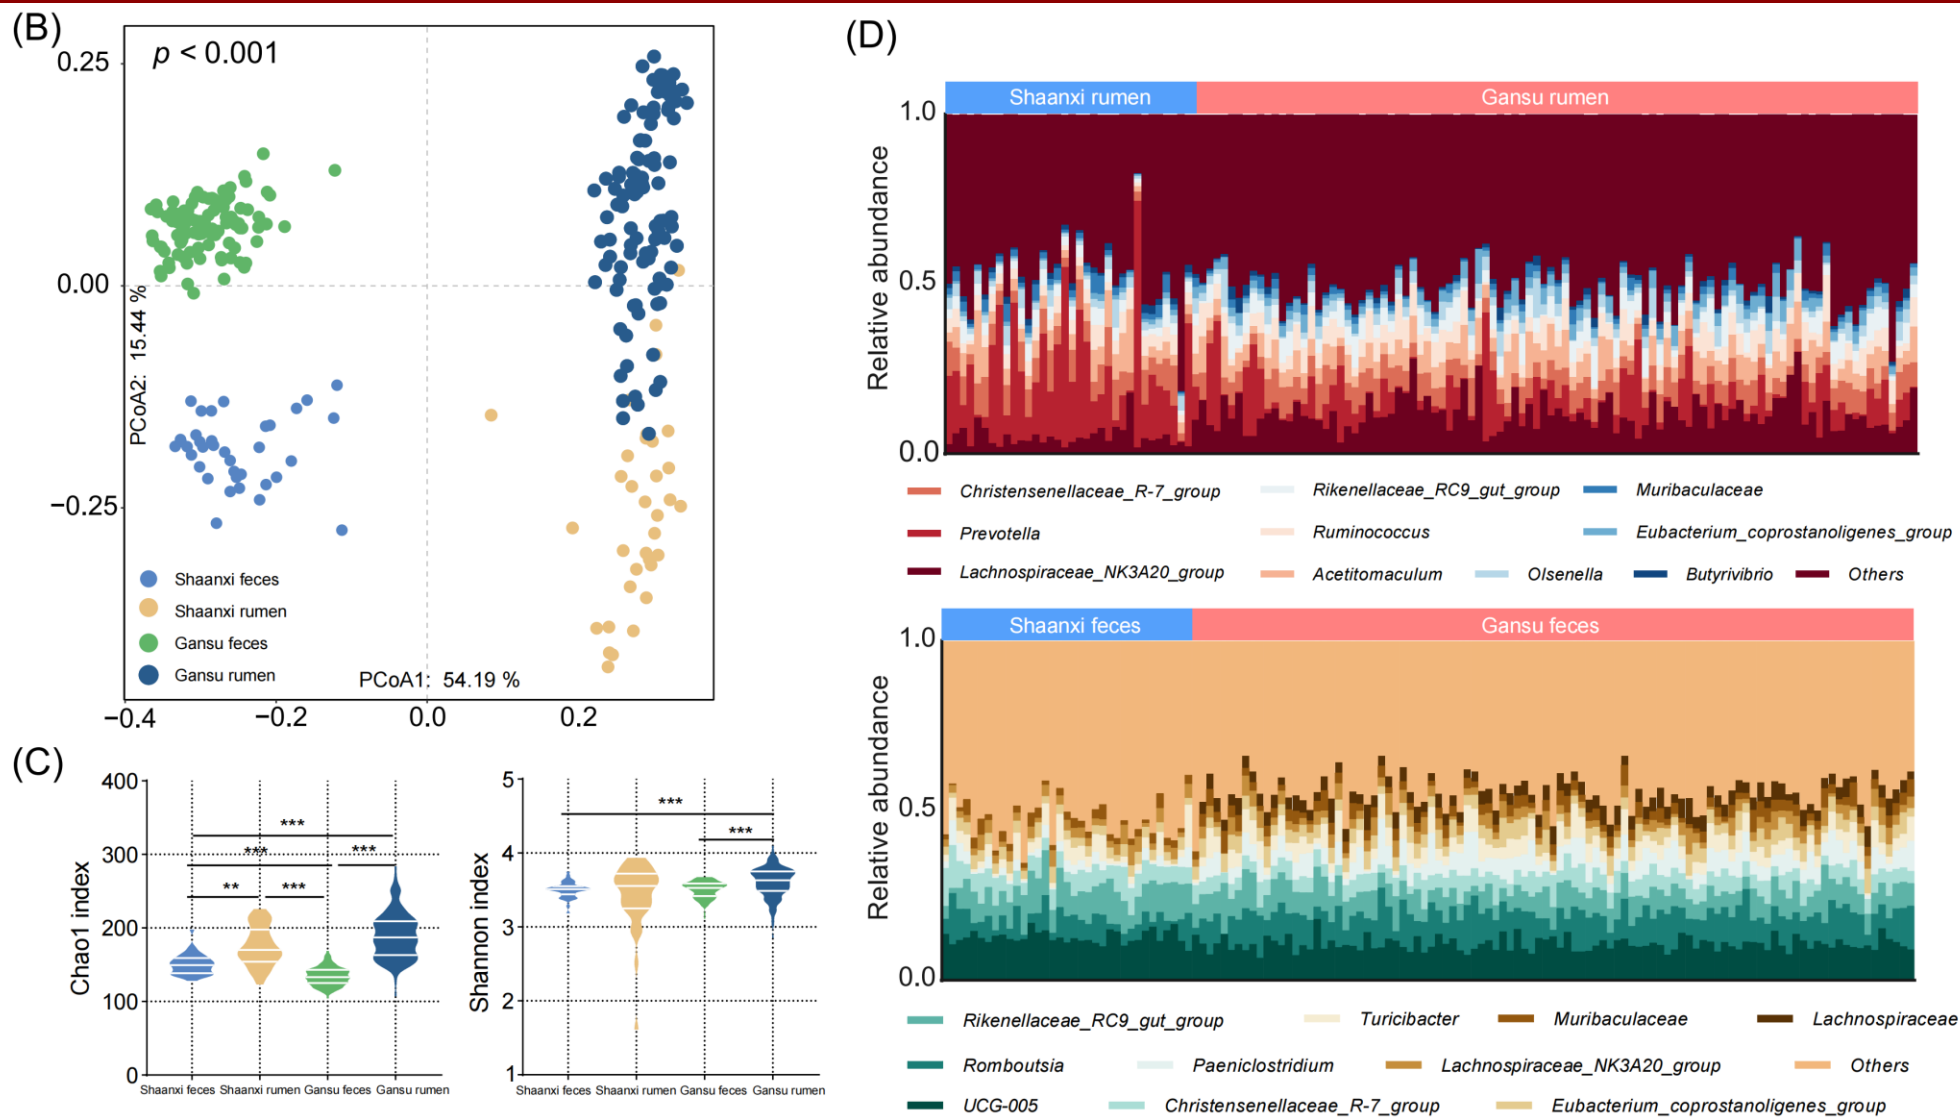 (B)
p < 0.001
0.25
0.00
−0.25
PCoA2: 15.44 %
Shaanxi feces
Shaanxi rumen
Gansu feces
Gansu rumen
PCoA1: 54.19 %
−0.4
−0.2
0.0
0.2
(C)
400
300
200
100
0
Chao1 index
***
***
***
**
***
Shaanxi feces
Shaanxi rumen
Gansu feces
Gansu rumen
5
4
3
2
1
Shannon index
***
***
Shaanxi feces
Shaanxi rumen
Gansu feces
Gansu rumen
(D)
Shaanxi rumen
Gansu rumen
1.0
0.5
0.0
Relative abundance
Christensenellaceae_R-7_group
Rikenellaceae_RC9_gut_group
Muribaculaceae
Prevotella
Ruminococcus
Eubacterium_coprostanoligenes_group
Lachnospiraceae_NK3A20_group
Acetitomaculum
Olsenella
Butyrivibrio
Others
Shaanxi feces
Gansu feces
1.0
0.5
0.0
Relative abundance
Rikenellaceae_RC9_gut_group
Turicibacter
Muribaculaceae
Lachnospiraceae
Romboutsia
Paeniclostridium
Lachnospiraceae_NK3A20_group
Others
UCG-005
Christensenellaceae_R-7_group
Eubacterium_coprostanoligenes_group